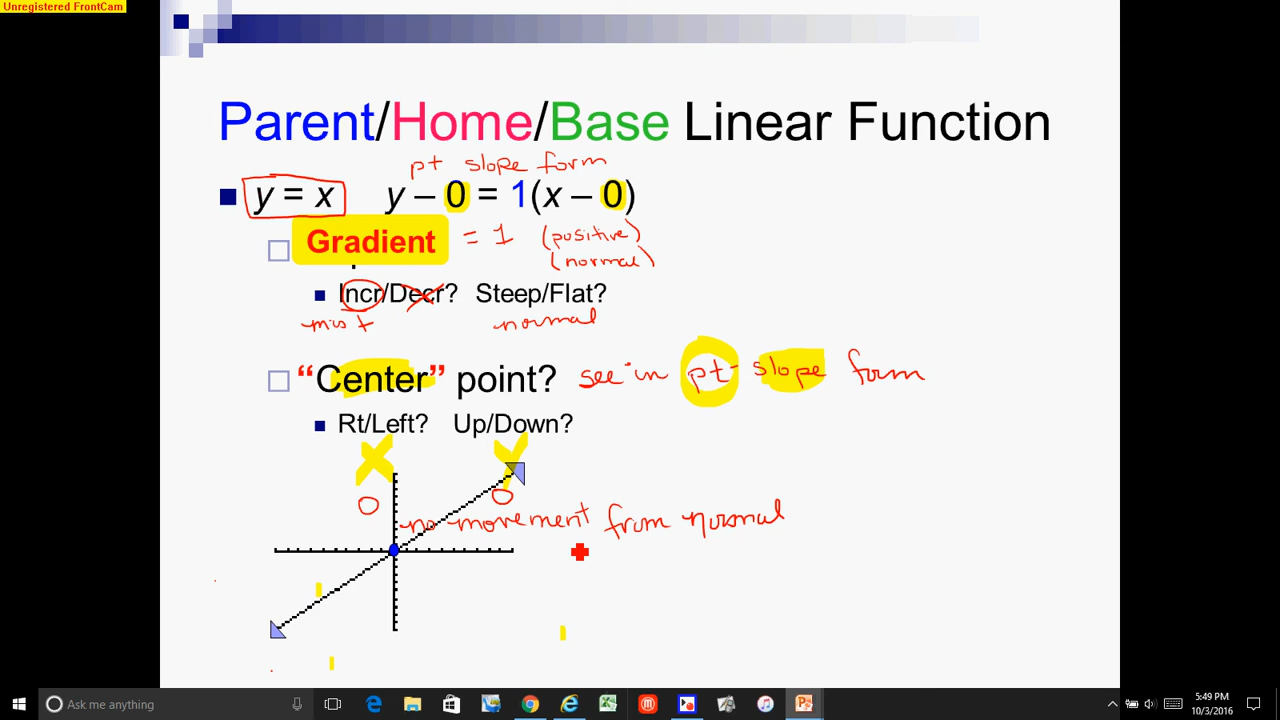 Unregistered FrontCam
Parent/Home/Base Linear Function
pt slope form
y = x y – 0 = 1(x – 0)
Gradient = 1 (positive)
(normal)
Incr/Decr? Steep/Flat?
normal
“Center” point? see in pt-slope form
Rt/Left? Up/Down?
X Y
0 0
no movement from normal
Ask me anything
5:49 PM
10/3/2016